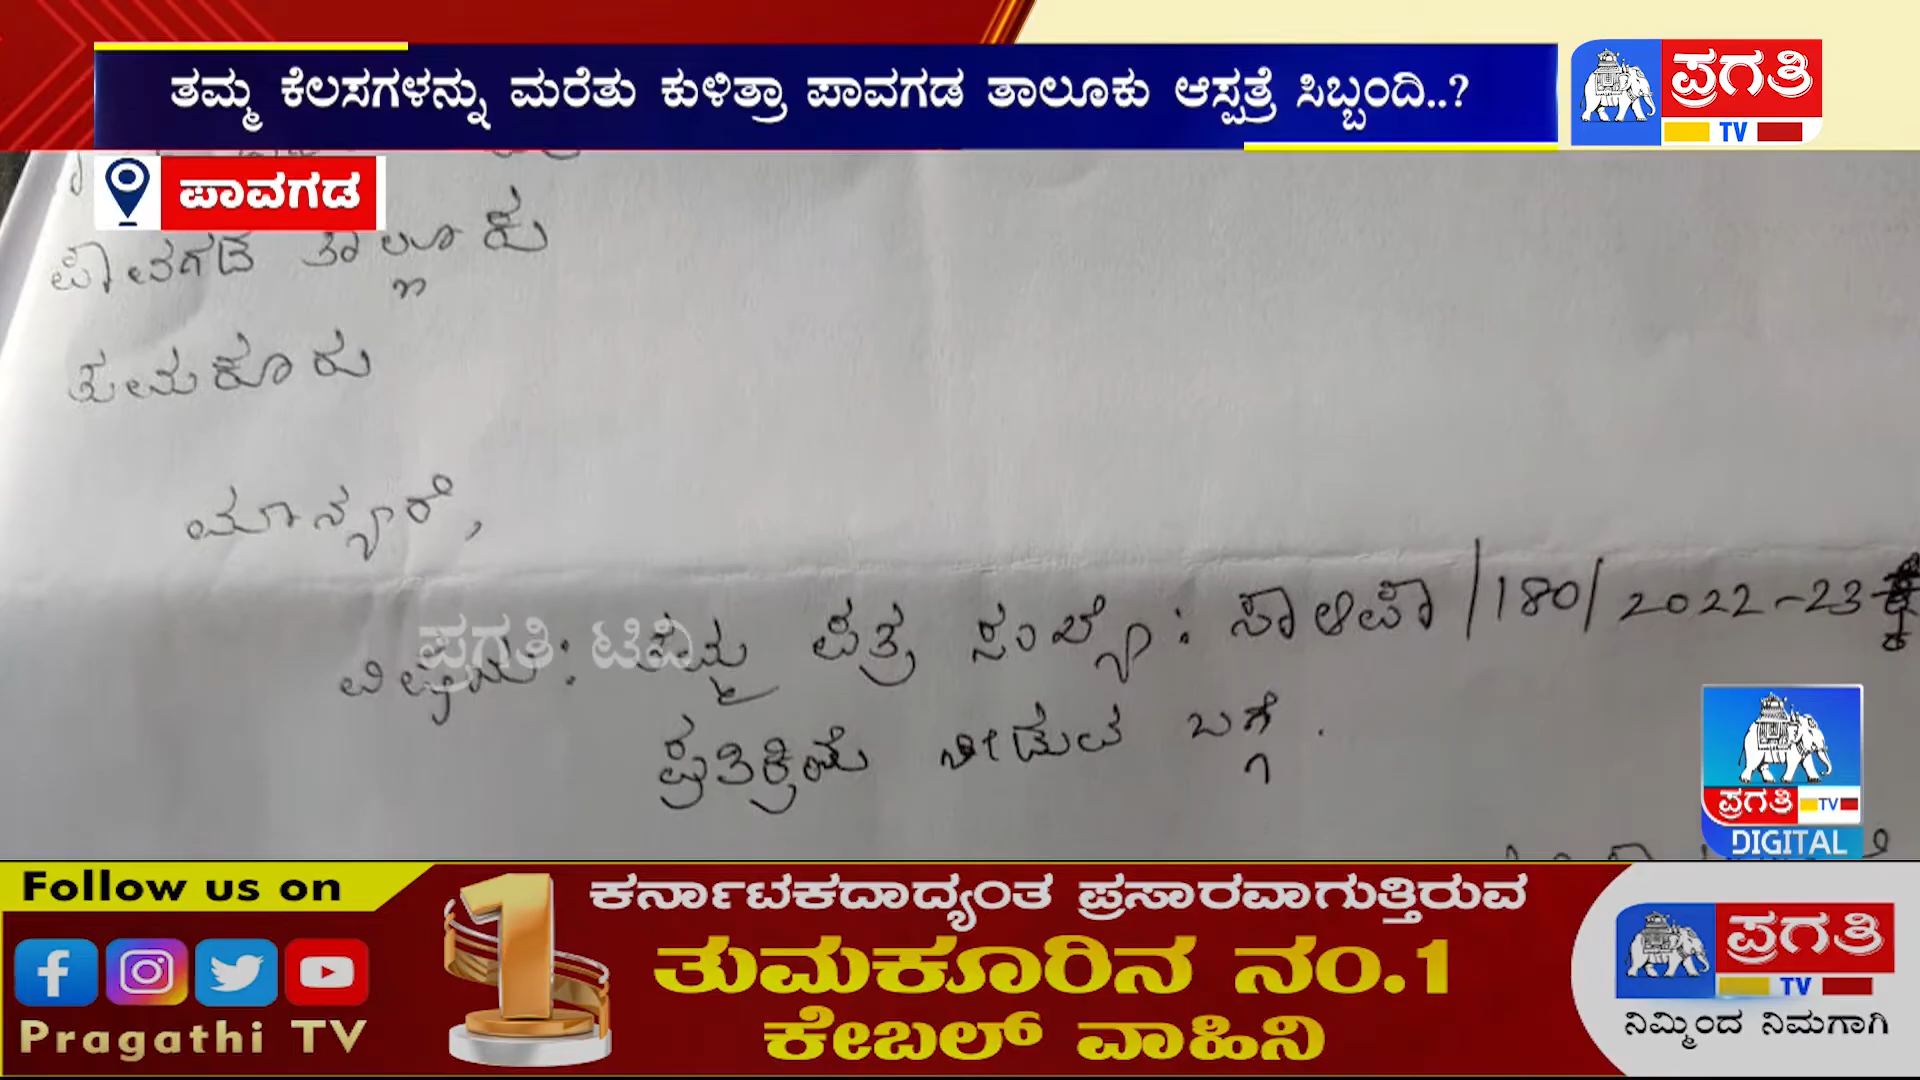 ತಮ್ಮ ಕೆಲಸಗಳನ್ನು ಮರೆತು ಕುಳಿತ್ರಾ ಪಾವಗಡ ತಾಲೂಕು ಆಸ್ಪತ್ರೆ ಸಿಬ್ಬಂದಿ..?
ಪ್ರಗತಿ
TV
ಪಾವಗಡ
ಪಾವಗಡ ತಾಲ್ಲೂಕು
ತುಮಕೂರು
ಮಾನ್ಯರೆ,
ವಿಷಯ: ನಿಮ್ಮ ಪತ್ರ ಸಂಖ್ಯೆ: ಸಾಆಪಾ/180/2022-23
ಪ್ರತಿಕ್ರಿಯೆ ನೀಡುವ ಬಗ್ಗೆ.
ಪ್ರಗತಿ ಟಿವಿ
ಪ್ರಗತಿ TV
DIGITAL
Follow us on
Pragathi TV
1
ಕರ್ನಾಟಕದಾದ್ಯಂತ ಪ್ರಸಾರವಾಗುತ್ತಿರುವ
ತುಮಕೂರಿನ ನಂ.1
ಕೇಬಲ್ ವಾಹಿನಿ
ಪ್ರಗತಿ
TV
ನಿಮ್ಮಿಂದ ನಿಮಗಾಗಿ